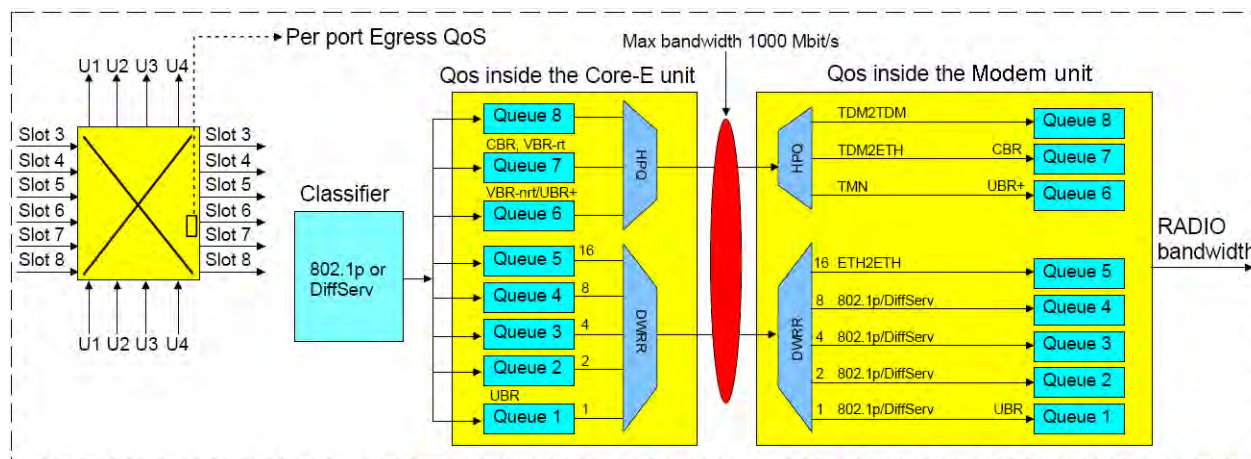 Per port Egress QoS
U1 U2 U3 U4
Slot 3
Slot 4
Slot 5
Slot 6
Slot 7
Slot 8
Slot 3
Slot 4
Slot 5
Slot 6
Slot 7
Slot 8
U1 U2 U3 U4
Classifier
802.1p or
DiffServ
Qos inside the Core-E unit
Queue 8
CBR, VBR-rt
Queue 7
VBR-nrt/UBR+
Queue 6
HPQ
Queue 5 16
Queue 4 8
Queue 3 4
Queue 2 2
UBR
Queue 1 1
DWRR
Max bandwidth 1000 Mbit/s
Qos inside the Modem unit
HPQ
TDM2TDM Queue 8
TDM2ETH CBR Queue 7
TMN UBR+ Queue 6
DWRR
16 ETH2ETH Queue 5
8 802.1p/DiffServ Queue 4
4 802.1p/DiffServ Queue 3
2 802.1p/DiffServ Queue 2
1 802.1p/DiffServ UBR Queue 1
RADIO
bandwidth